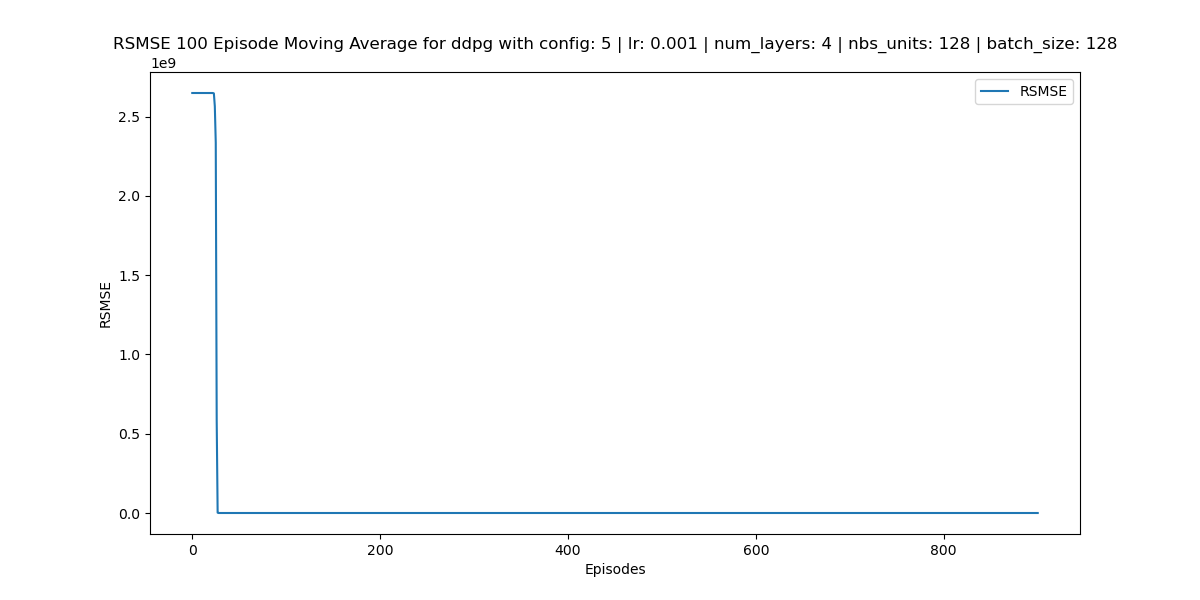 RSMSE 100 Episode Moving Average for ddpg with config: 5 | lr: 0.001 | num_layers: 4 | nbs_units: 128 | batch_size: 128
1e9
RSMSE
2.5
2.0
1.5
1.0
0.5
0.0
RSMSE
0 200 400 600 800
Episodes